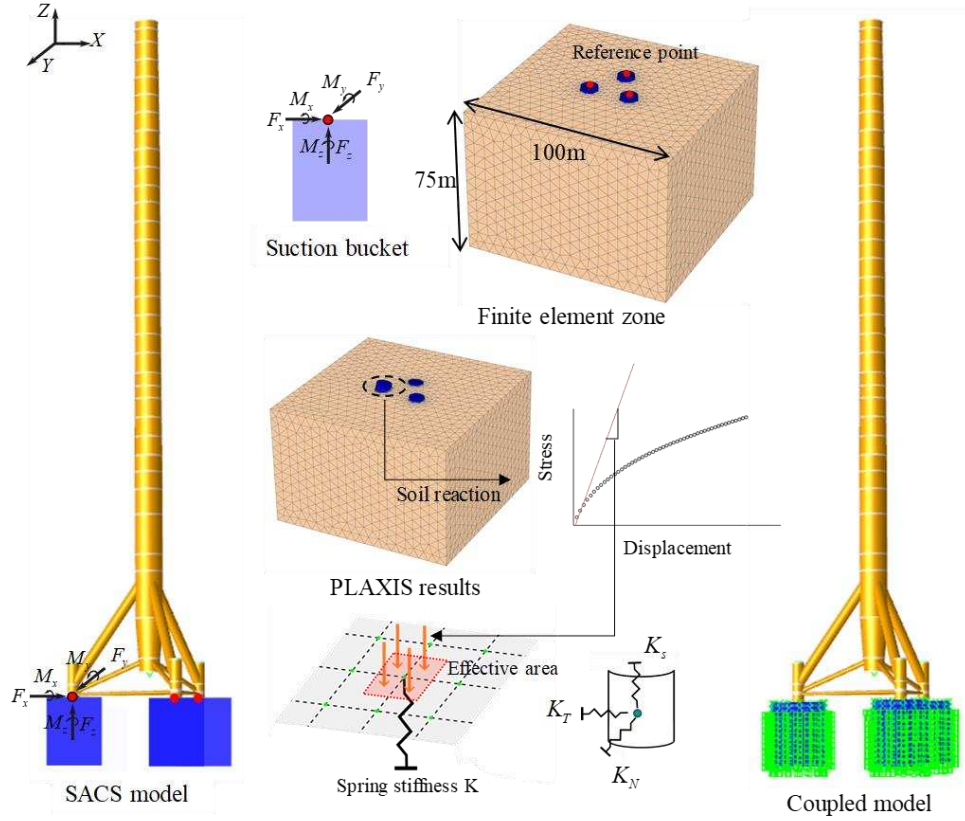 Z
X
Y
M_y
F_y
M_x
F_x
M_z
F_z
Suction bucket
Reference point
100m
75m
Finite element zone
Soil reaction
PLAXIS results
Stress
Displacement
Effective area
Spring stiffness K
K_s
K_T
K_N
M_y
F_y
M_x
F_x
M_z
F_z
SACS model
Coupled model